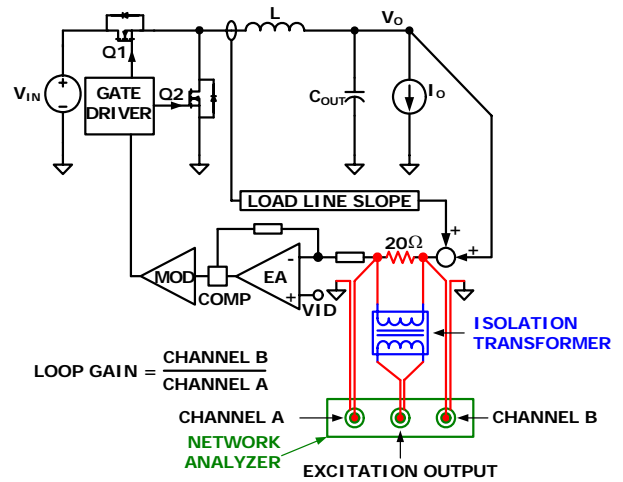 L
Vo
Q1
VIN
+
−
GATE
DRIVER
Q2
COUT
Io
LOAD LINE SLOPE
+
+
20Ω
MOD
COMP
-
EA
+
VID
ISOLATION
TRANSFORMER
LOOP GAIN = CHANNEL B
CHANNEL A
CHANNEL A
CHANNEL B
NETWORK
ANALYZER
EXCITATION OUTPUT